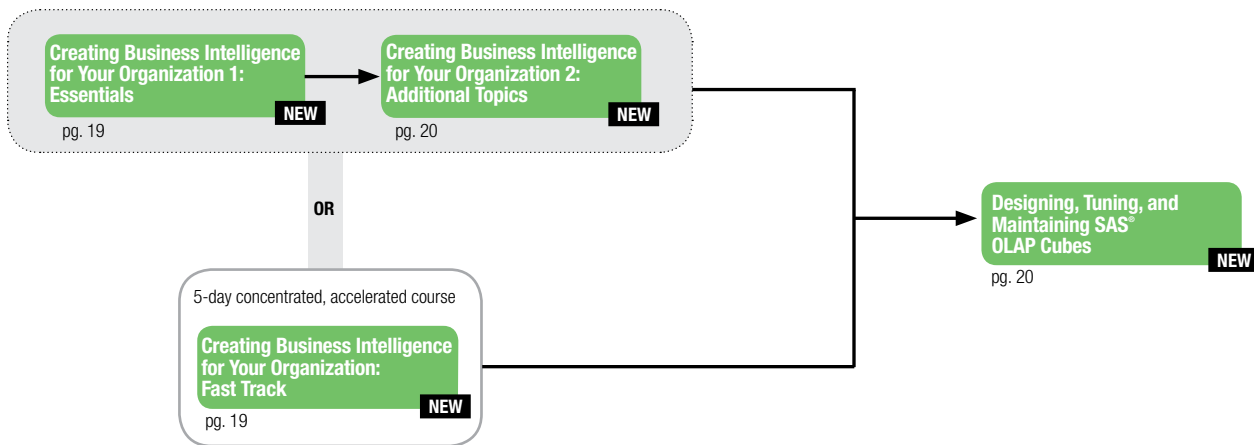 Creating Business Intelligence
for Your Organization 1:
Essentials
NEW
pg. 19
Creating Business Intelligence
for Your Organization 2:
Additional Topics
NEW
pg. 20
OR
5-day concentrated, accelerated course
Creating Business Intelligence
for Your Organization:
Fast Track
NEW
pg. 19
Designing, Tuning, and
Maintaining SAS®
OLAP Cubes
NEW
pg. 20